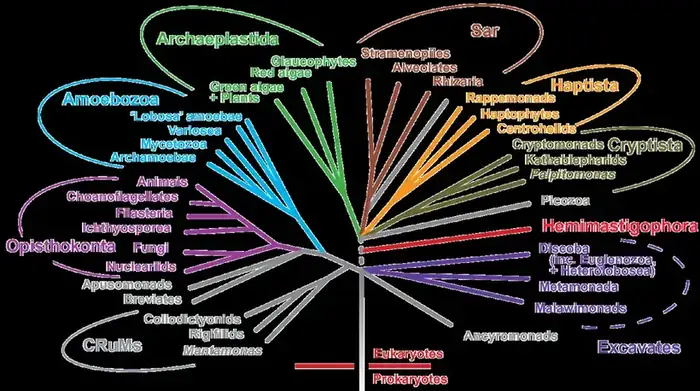 Archaeplastida
Glaucophytes
Red algae
Green algae
+ Plants
Sar
Stramenopiles
Alveolates
Rhizaria
Haptista
Rappemonads
Haptophytes
Centrohelids
Cryptista
Cryptomonads
Kathablepharids
Palpitomonas
Picozoa
Hemimastigophora
Discoba
(inc. Euglenozoa,
+ Heterolobosea)
Metamonada
Malawimonads
Excavates
Ancyromonads
Amoebozoa
'Lobosa' amoebae
Variosea
Mycetozoa
Archamoebae
Animals
Choanoflagellates
Filasteria
Ichthyosporea
Opisthokonta
Fungi
Nucleariids
Apusomonads
Breviates
Collodictyonids
Rigifilids
Mantamonas
CRuMs
Eukaryotes
Prokaryotes